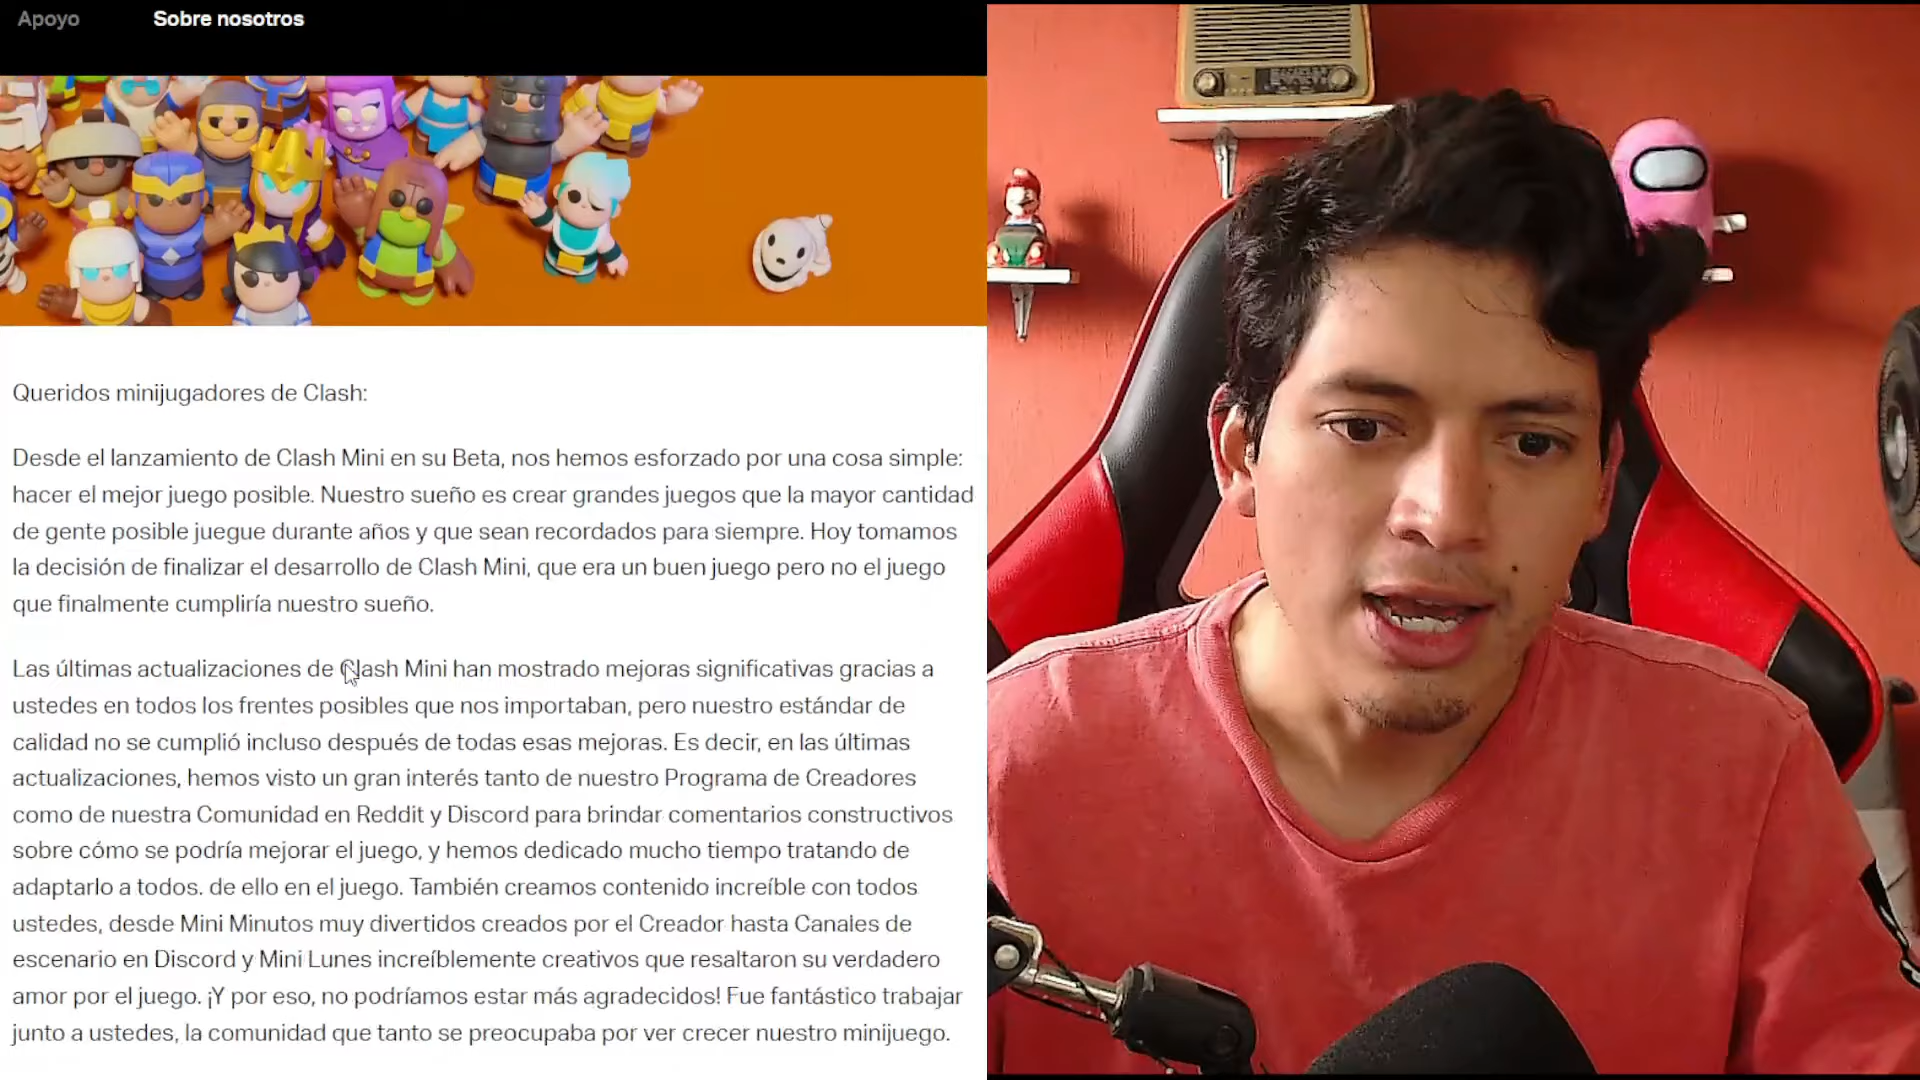 Apoyo
Sobre nosotros
Queridos minijugadores de Clash:
Desde el lanzamiento de Clash Mini en su Beta, nos hemos esforzado por una cosa simple:
hacer el mejor juego posible. Nuestro sueño es crear grandes juegos que la mayor cantidad
de gente posible juegue durante años y que sean recordados para siempre. Hoy tomamos
la decisión de finalizar el desarrollo de Clash Mini, que era un buen juego pero no el juego
que finalmente cumpliría nuestro sueño.
Las últimas actualizaciones de Clash Mini han mostrado mejoras significativas gracias a
ustedes en todos los frentes posibles que nos importaban, pero nuestro estándar de
calidad no se cumplió incluso después de todas esas mejoras. Es decir, en las últimas
actualizaciones, hemos visto un gran interés tanto de nuestro Programa de Creadores
como de nuestra Comunidad en Reddit y Discord para brindar comentarios constructivos
sobre cómo se podría mejorar el juego, y hemos dedicado mucho tiempo tratando de
adaptarlo a todos. de ello en el juego. También creamos contenido increíble con todos
ustedes, desde Mini Minutos muy divertidos creados por el Creador hasta Canales de
escenario en Discord y Mini Lunes increíblemente creativos que resaltaron su verdadero
amor por el juego. ¡Y por eso, no podríamos estar más agradecidos! Fue fantástico trabajar
junto a ustedes, la comunidad que tanto se preocupaba por ver crecer nuestro minijuego.